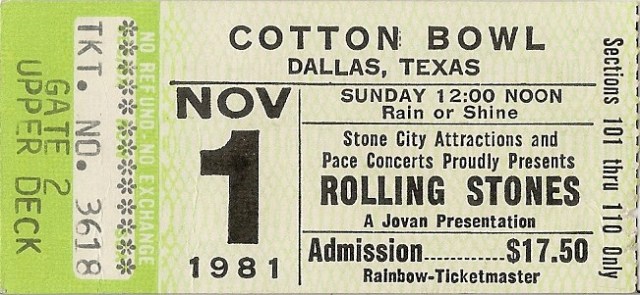 TKT. NO. 3618
GATE 2
UPPER DECK
NO REFUND - NO EXCHANGE
COTTON BOWL
DALLAS, TEXAS
NOV
1
1981
SUNDAY 12:00 NOON
Rain or Shine
Stone City Attractions and
Pace Concerts Proudly Presents
ROLLING STONES
A Jovan Presentation
Admission........$17.50
Rainbow-Ticketmaster
Sections 101 thru 110 Only